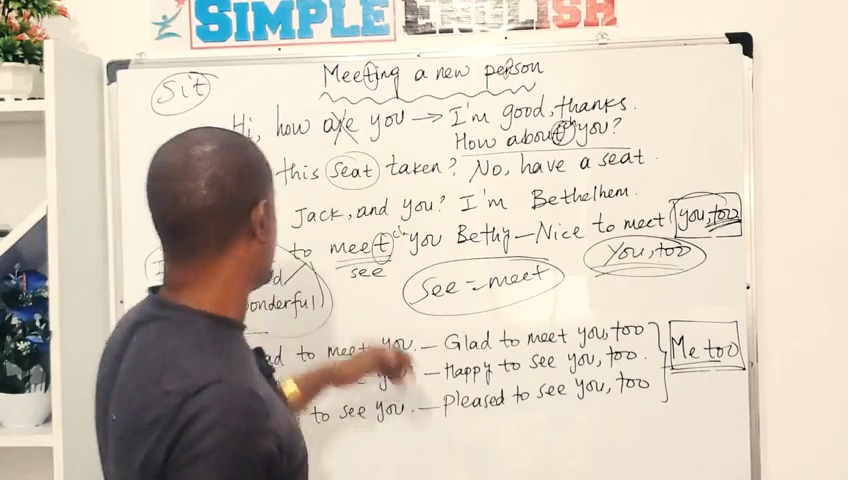 SIMPLE ENGLISH
Meeting a new person
Sit
Hi, how are you → I'm good, thanks.
How about you? ch
this seat taken? No, have a seat.
Jack, and you? I'm Bethelhem.
to meet you Bethy – Nice to meet you, too
ch
see
You, too
See = meet
wonderful
to meet you. – Glad to meet you, too
you. – Happy to see you, too.
to see you. – Pleased to see you, too
Me too